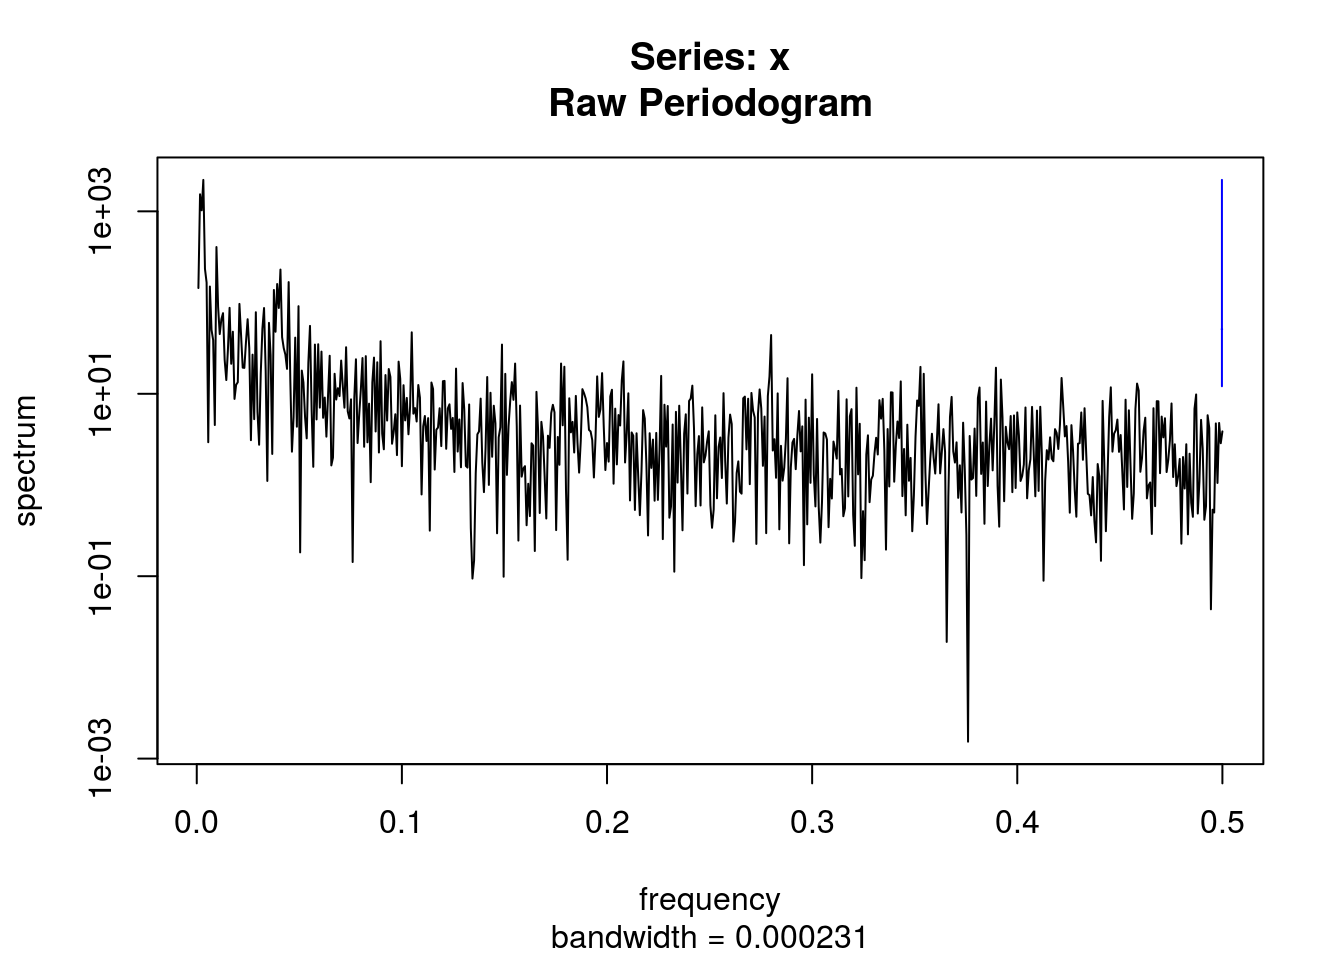 Series: x
Raw Periodogram
spectrum
1e+03
1e+01
1e-01
1e-03
0.0 0.1 0.2 0.3 0.4 0.5
frequency
bandwidth = 0.000231